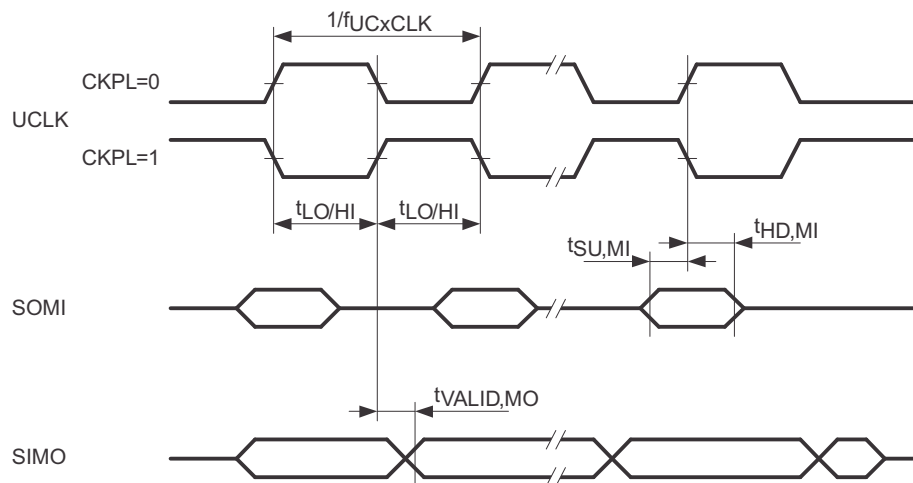 1/fUCxCLK
CKPL=0
UCLK
CKPL=1
tLO/HI tLO/HI
tHD,MI
tSU,MI
SOMI
tVALID,MO
SIMO